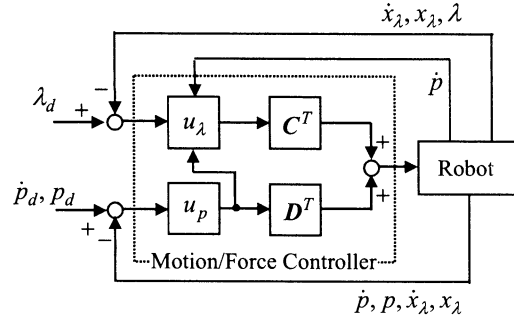 ẋ_λ, x_λ, λ
−
ṗ
λ_d
+
u_λ
C^T
+
Robot
ṗ_d, p_d
u_p
D^T
+
+
−
Motion/Force Controller
ṗ, p, ẋ_λ, x_λ